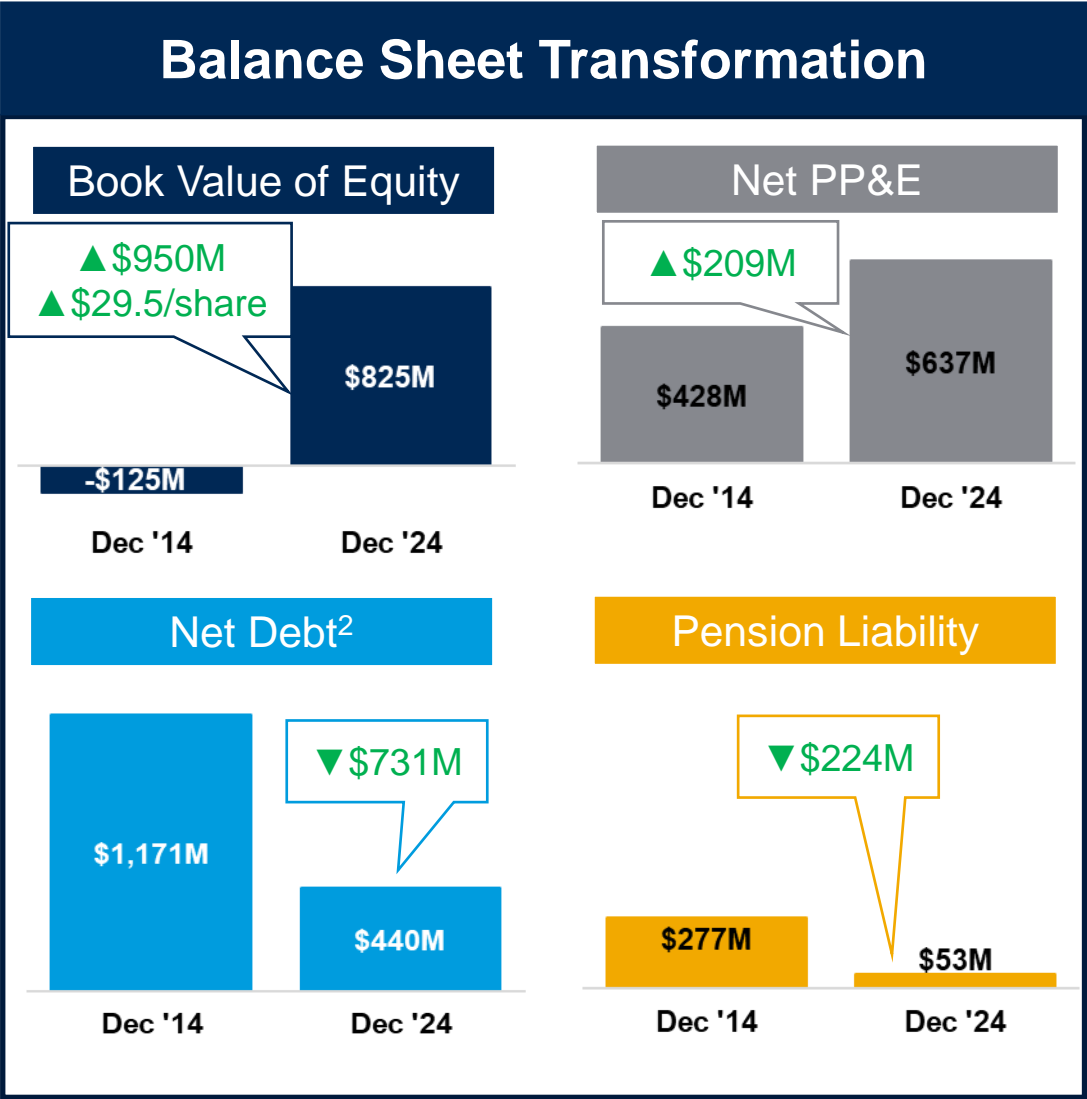 Balance Sheet Transformation
Book Value of Equity
▲$950M
▲$29.5/share
$825M
-$125M
Dec '14
Dec '24
Net PP&E
▲$209M
$428M
$637M
Dec '14
Dec '24
Net Debt²
▼$731M
$1,171M
$440M
Dec '14
Dec '24
Pension Liability
▼$224M
$277M
$53M
Dec '14
Dec '24